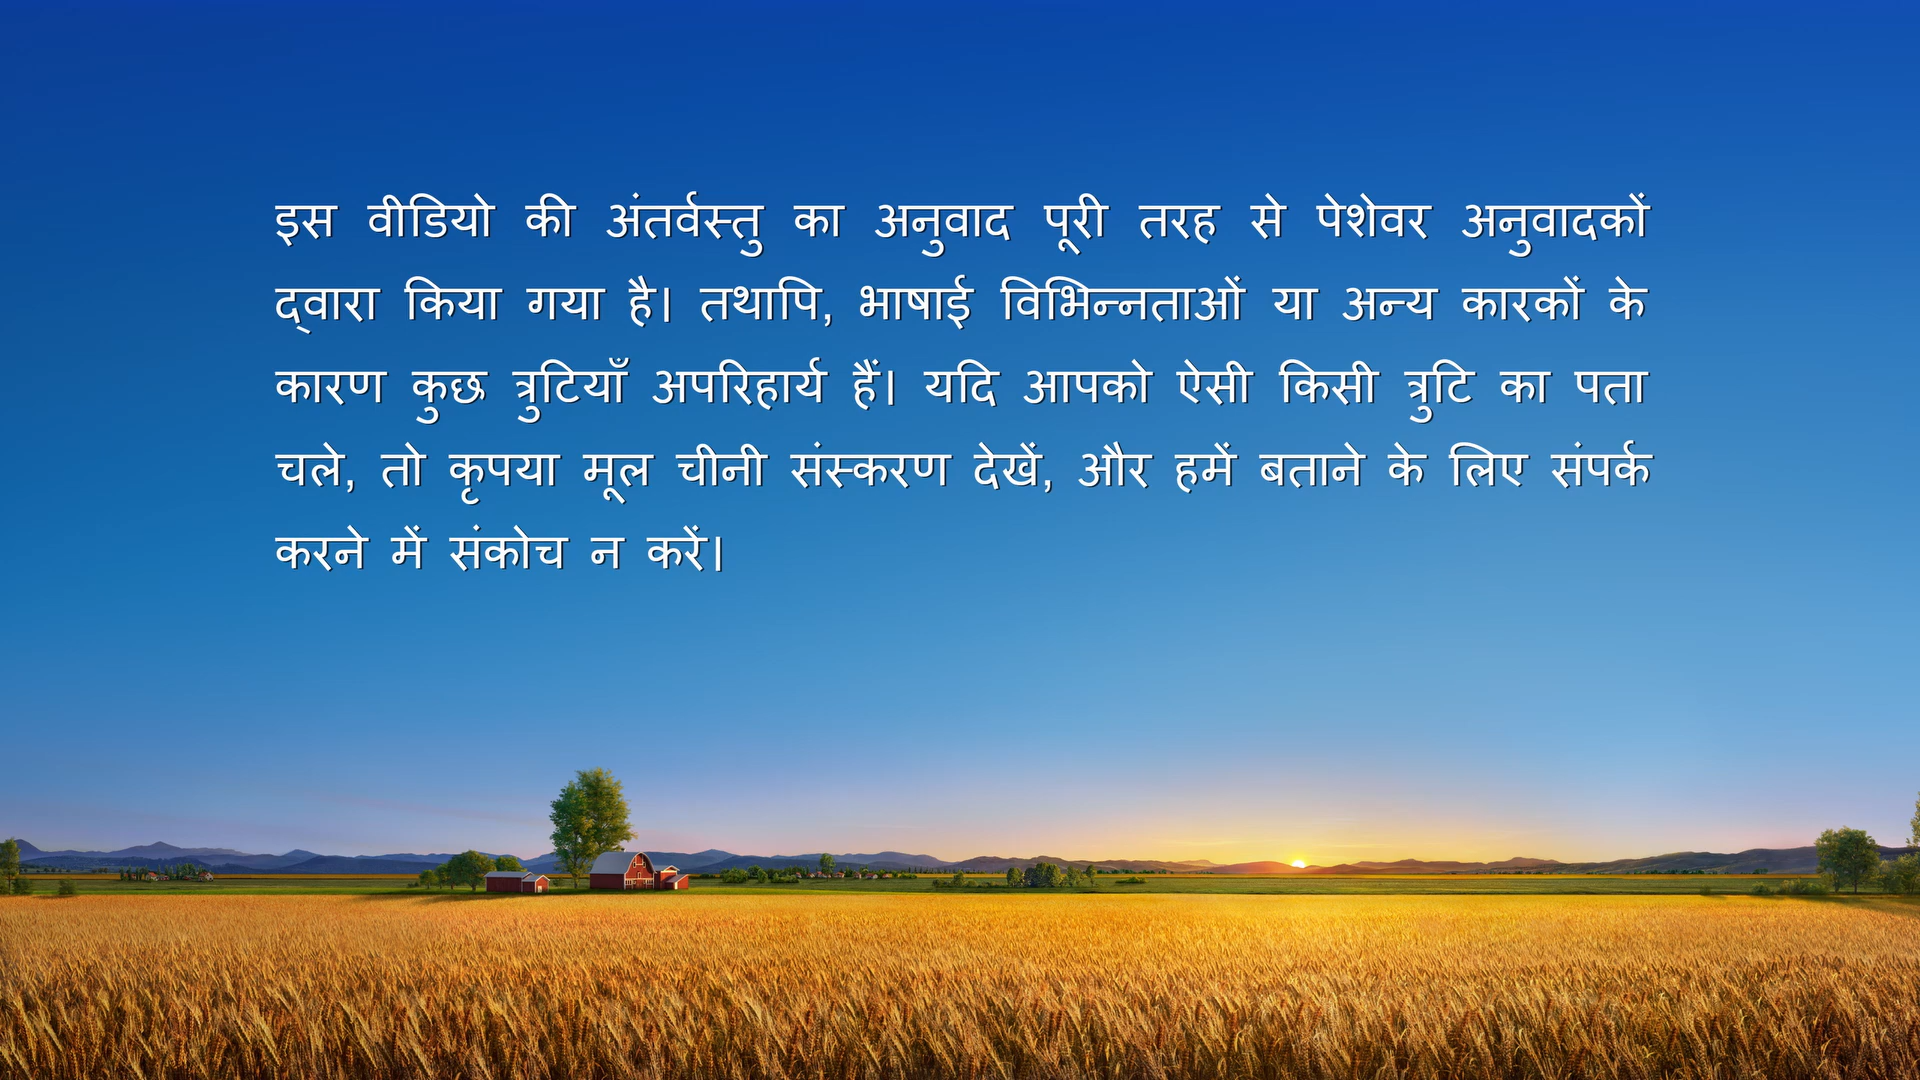 इस वीडियो की अंतर्वस्तु का अनुवाद पूरी तरह से पेशेवर अनुवादकों
द्‌वारा किया गया है। तथापि, भाषाई विभिन्नताओं या अन्य कारकों के
कारण कुछ त्रुटियाँ अपरिहार्य हैं। यदि आपको ऐसी किसी त्रुटि का पता
चले, तो कृपया मूल चीनी संस्करण देखें, और हमें बताने के लिए संपर्क
करने में संकोच न करें।